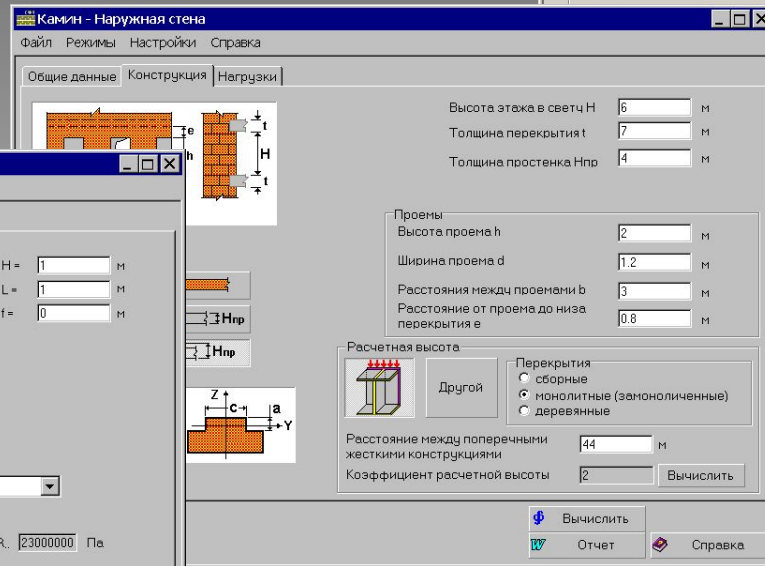 Камин - Наружная стена
Файл Режимы Настройки Справка
Общие данные Конструкция Нагрузки
e
h
t
H
t
Высота этажа в свету H 6 м
Толщина перекрытия t 7 м
Толщина простенка Hпр 4 м
Проемы
Высота проема h 2 м
Ширина проема d 1.2 м
Расстояния между проемами b 3 м
Расстояние от проема до низа
перекрытия e 0.8 м
H = 1 м
L = 1 м
f = 0 м
Hпр
Hпр
Z
c
a
Y
Расчетная высота
Другой
Перекрытия
сборные
монолитные (замоноличенные)
деревянные
Расстояние между поперечными
жесткими конструкциями 44 м
Коэффициент расчетной высоты 2 Вычислить
R.. 23000000 Па
Вычислить
Отчет Справка